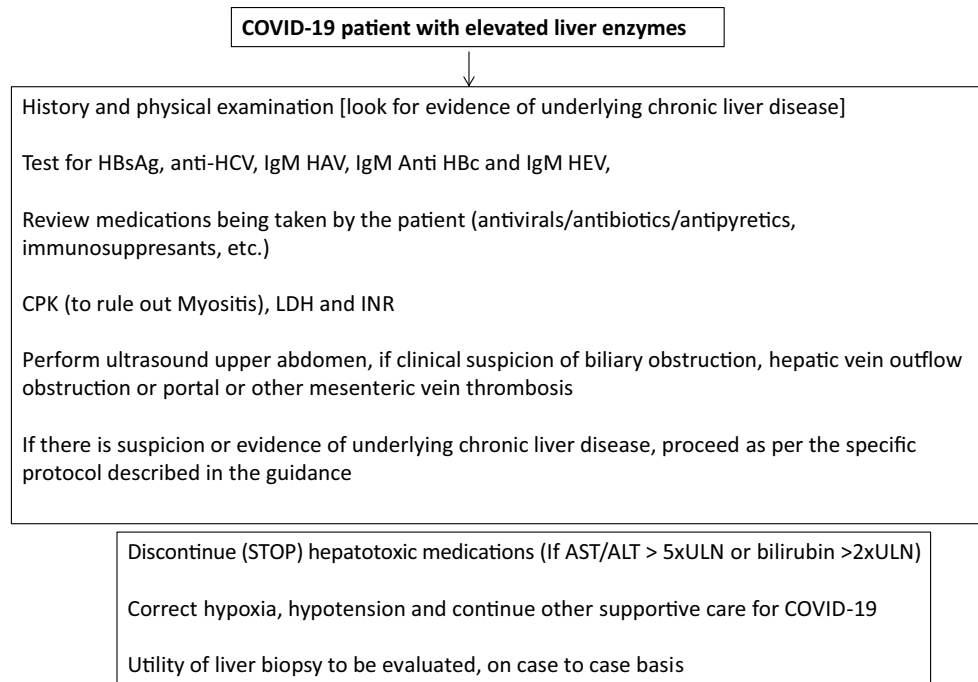 COVID-19 patient with elevated liver enzymes
History and physical examination [look for evidence of underlying chronic liver disease]
Test for HBsAg, anti-HCV, IgM HAV, IgM Anti HBc and IgM HEV,
Review medications being taken by the patient (antivirals/antibiotics/antipyretics,
immunosuppresants, etc.)
CPK (to rule out Myositis), LDH and INR
Perform ultrasound upper abdomen, if clinical suspicion of biliary obstruction, hepatic vein outflow
obstruction or portal or other mesenteric vein thrombosis
If there is suspicion or evidence of underlying chronic liver disease, proceed as per the specific
protocol described in the guidance
Discontinue (STOP) hepatotoxic medications (If AST/ALT > 5xULN or bilirubin >2xULN)
Correct hypoxia, hypotension and continue other supportive care for COVID-19
Utility of liver biopsy to be evaluated, on case to case basis